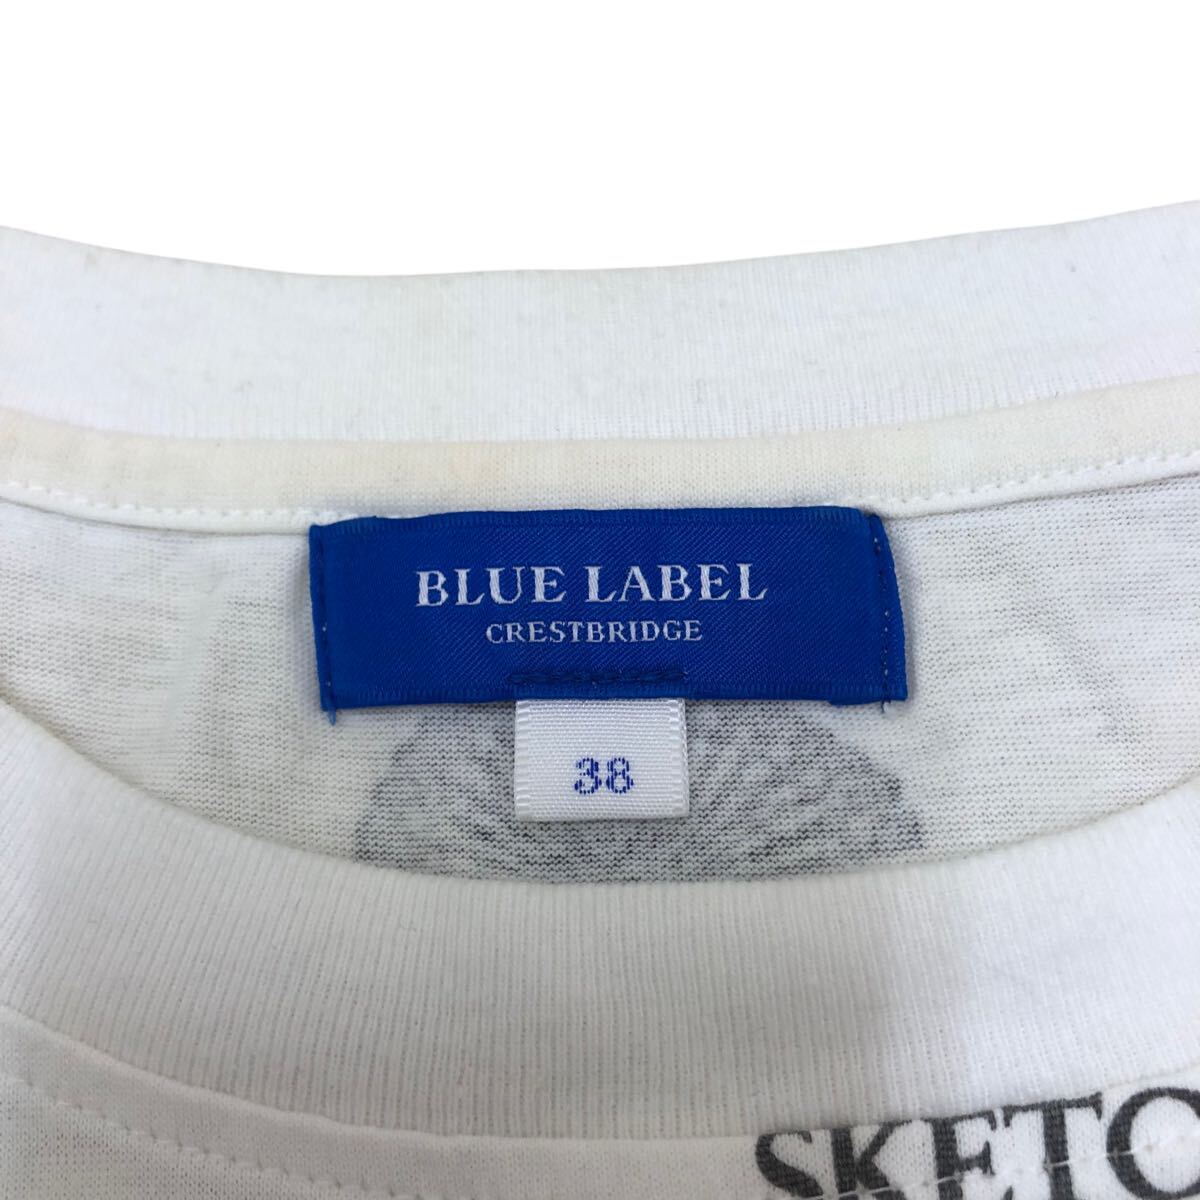 BLUE LABEL
CRESTBRIDGE
38
SKETC